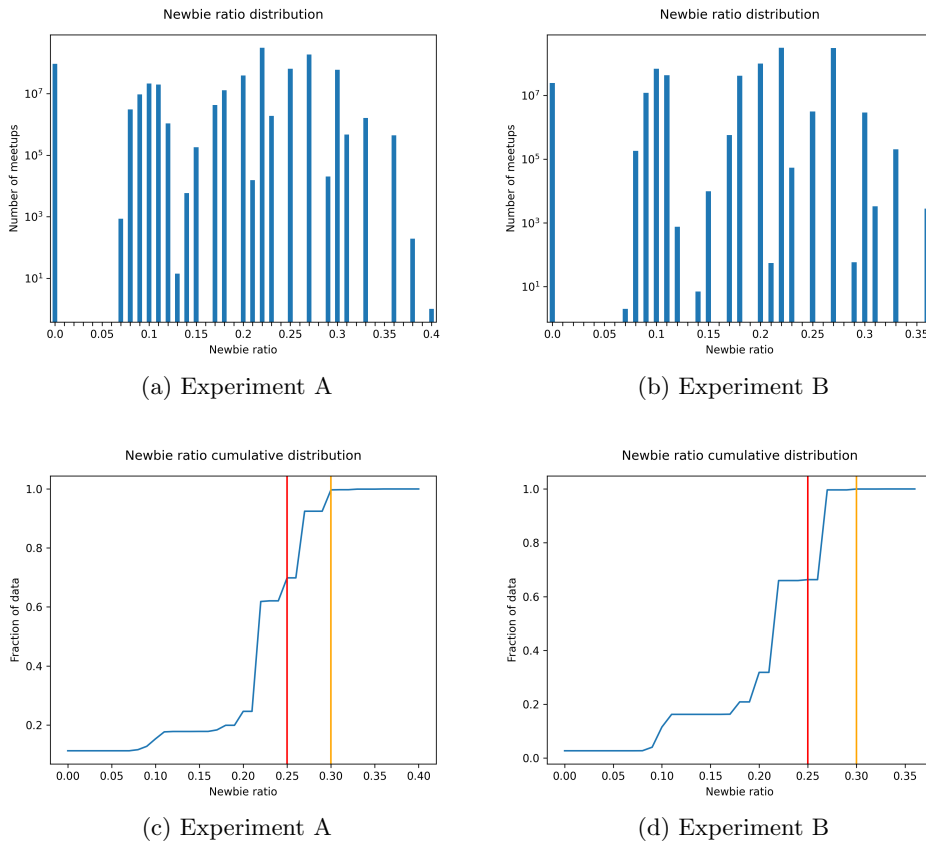 Newbie ratio distribution
Number of meetups
10^7
10^5
10^3
10^1
0.0 0.05 0.1 0.15 0.2 0.25 0.3 0.35 0.4
Newbie ratio
(a) Experiment A
Newbie ratio distribution
Number of meetups
10^7
10^5
10^3
10^1
0.0 0.05 0.1 0.15 0.2 0.25 0.3 0.36
Newbie ratio
(b) Experiment B
Newbie ratio cumulative distribution
Fraction of data
1.0
0.8
0.6
0.4
0.2
0.00 0.05 0.10 0.15 0.20 0.25 0.30 0.35 0.40
Newbie ratio
(c) Experiment A
Newbie ratio cumulative distribution
Fraction of data
1.0
0.8
0.6
0.4
0.2
0.0
0.00 0.05 0.10 0.15 0.20 0.25 0.30 0.35
Newbie ratio
(d) Experiment B